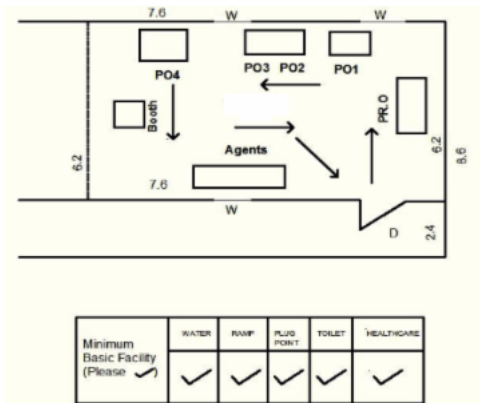 7.6
W
W
PO4
PO3 PO2
PO1
Booth
PR.O
Agents
6.2
6.2
8.6
7.6
W
D
2.4
Minimum
Basic Facility
(Please ✓)
WATER
RAMP
PLUG
POINT
TOILET
HEALTHCARE
✓ ✓ ✓ ✓ ✓